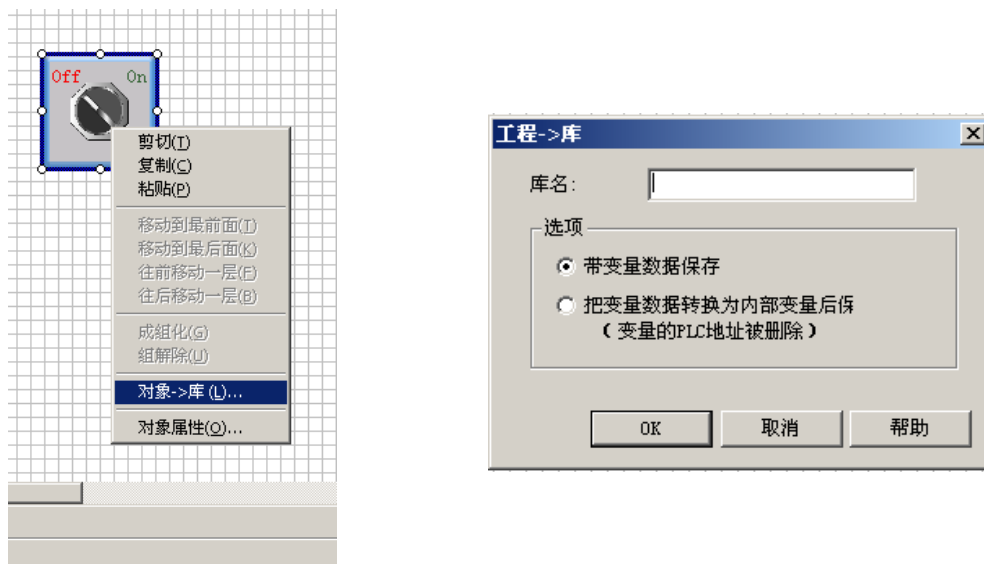 Off On
剪切(T)
复制(C)
粘贴(P)
移动到最前面(T)
移动到最后面(K)
往前移动一层(F)
往后移动一层(B)
成组化(G)
组解除(U)
对象->库 (L)...
对象属性(O)...
工程->库
库名:
选项
带变量数据保存
把变量数据转换为内部变量后保
(变量的PLC地址被删除)
OK 取消 帮助